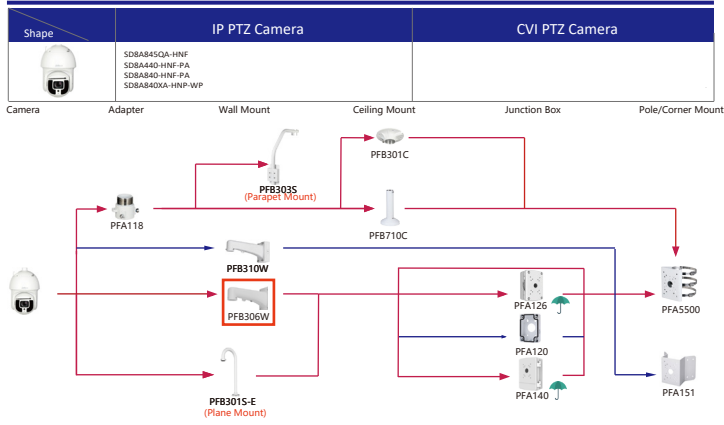 Shape
IP PTZ Camera
CVI PTZ Camera
SD8A845QA-HNF
SD8A440-HNF-PA
SD8A840-HNF-PA
SD8A840XA-HNP-WP
Camera
Adapter
Wall Mount
Ceiling Mount
Junction Box
Pole/Corner Mount
PFB301C
PFB303S
(Parapet Mount)
PFA118
PFB710C
PFB310W
PFB306W
PFA126
PFA5500
PFA120
PFB301S-E
(Plane Mount)
PFA140
PFA151